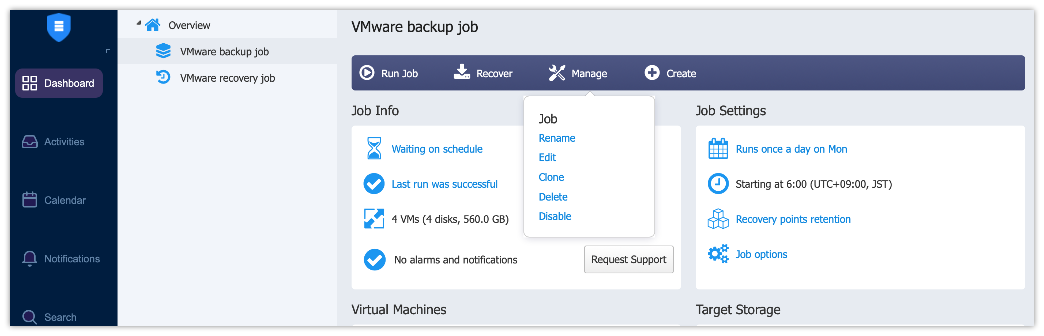 Dashboard
Activities
Calendar
Notifications
Search
Overview
VMware backup job
VMware recovery job
VMware backup job
Run Job
Recover
Manage
Create
Job
Rename
Edit
Clone
Delete
Disable
Job Info
Waiting on schedule
Last run was successful
4 VMs (4 disks, 560.0 GB)
No alarms and notifications
Request Support
Job Settings
Runs once a day on Mon
Starting at 6:00 (UTC+09:00, JST)
Recovery points retention
Job options
Virtual Machines
Target Storage